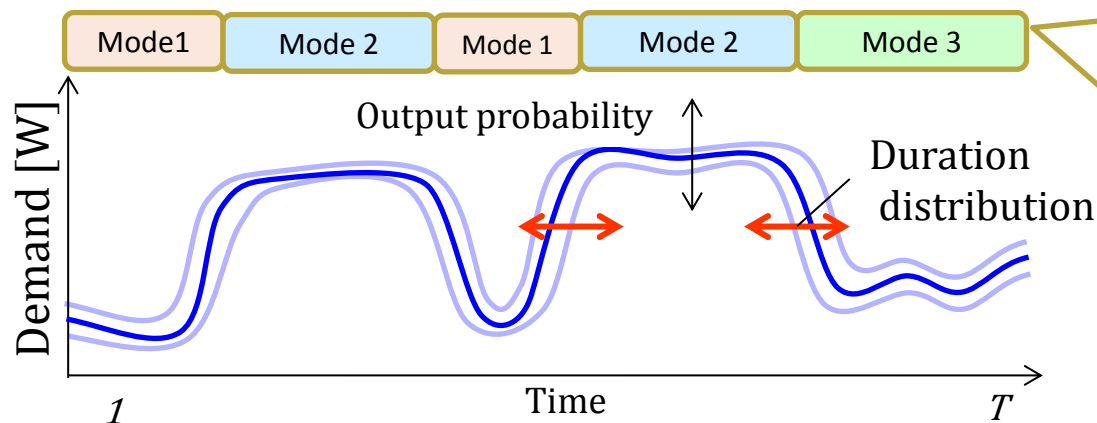 Mode1
Mode 2
Mode 1
Mode 2
Mode 3
Output probability
Duration
distribution
Demand [W]
1
Time
T